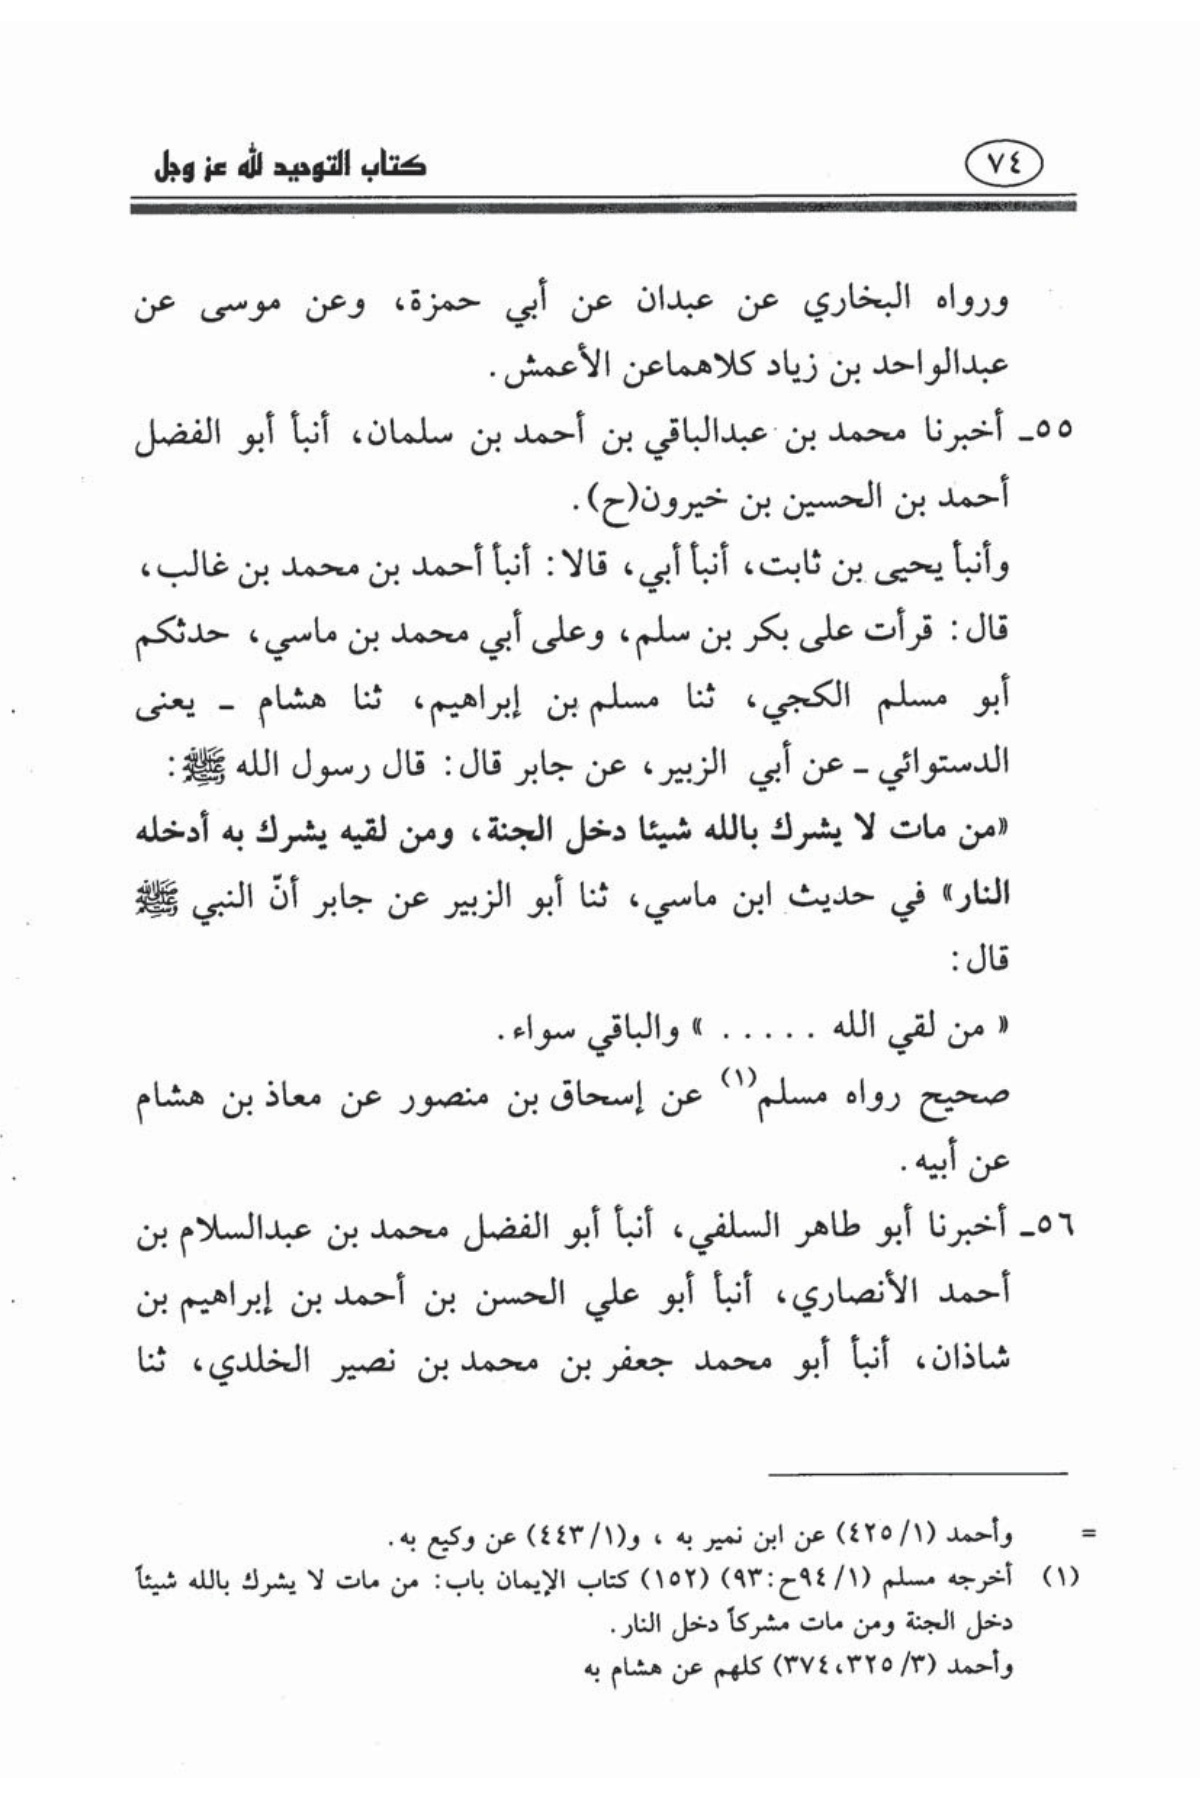 ٧٤
كتاب التوحيد لله عز وجل
ورواه البخاري عن عبدان عن أبي حمزة، وعن موسى عن
عبدالواحد بن زياد كلاهماعن الأعمش.
٥٥ـ أخبرنا محمد بن عبدالباقي بن أحمد بن سلمان، أنبأ أبو الفضل
أحمد بن الحسين بن خيرون(ح).
وأنبأ يحيى بن ثابت، أنبأ أبي، قالا: أنبأ أحمد بن محمد بن غالب،
قال: قرأت على بكر بن سلم، وعلى أبي محمد بن ماسي، حدثكم
أبو مسلم الكجي، ثنا مسلم بن إبراهيم، ثنا هشام ـ يعنى
الدستوائي ـ عن أبي الزبير، عن جابر قال: قال رسول الله ﷺ:
«من مات لا يشرك بالله شيئا دخل الجنة، ومن لقيه يشرك به أدخله
النار» في حديث ابن ماسي، ثنا أبو الزبير عن جابر أنّ النبي ﷺ
قال:
« من لقي الله ..... » والباقي سواء.
صحيح رواه مسلم(١) عن إسحاق بن منصور عن معاذ بن هشام
عن أبيه.
٥٦ـ أخبرنا أبو طاهر السلفي، أنبأ أبو الفضل محمد بن عبدالسلام بن
أحمد الأنصاري، أنبأ أبو علي الحسن بن أحمد بن إبراهيم بن
شاذان، أنبأ أبو محمد جعفر بن محمد بن نصير الخلدي، ثنا
= وأحمد (١/ ٤٢٥) عن ابن نمير به ، و(١/ ٤٤٣) عن وكيع به.
(١) أخرجه مسلم (١/ ٩٤ح:٩٣) (١٥٢) كتاب الإيمان باب: من مات لا يشرك بالله شيئاً
دخل الجنة ومن مات مشركاً دخل النار.
وأحمد (٣/ ٣٢٥،٣٧٤) كلهم عن هشام به